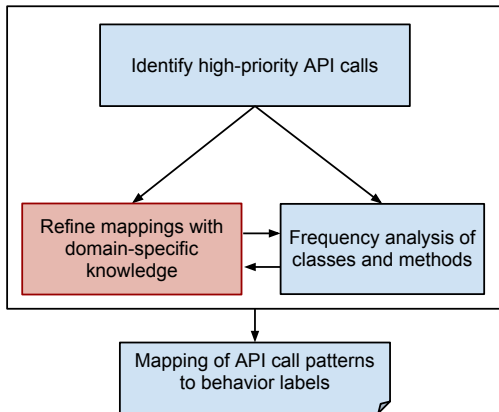 Identify high-priority API calls
Refine mappings with
domain-specific
knowledge
Frequency analysis of
classes and methods
Mapping of API call patterns
to behavior labels